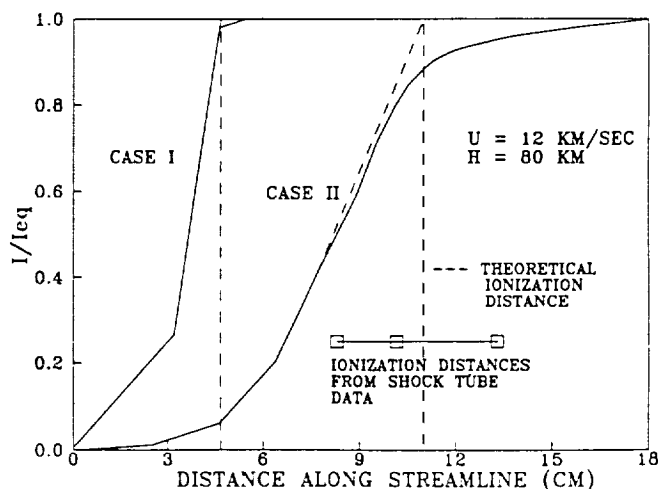 1.0
0.8
0.6
0.4
0.2
0.0
I/Ieq
CASE I
CASE II
U = 12 KM/SEC
H = 80 KM
--- THEORETICAL
IONIZATION
DISTANCE
IONIZATION DISTANCES
FROM SHOCK TUBE
DATA
0 3 6 9 12 15 18
DISTANCE ALONG STREAMLINE (CM)